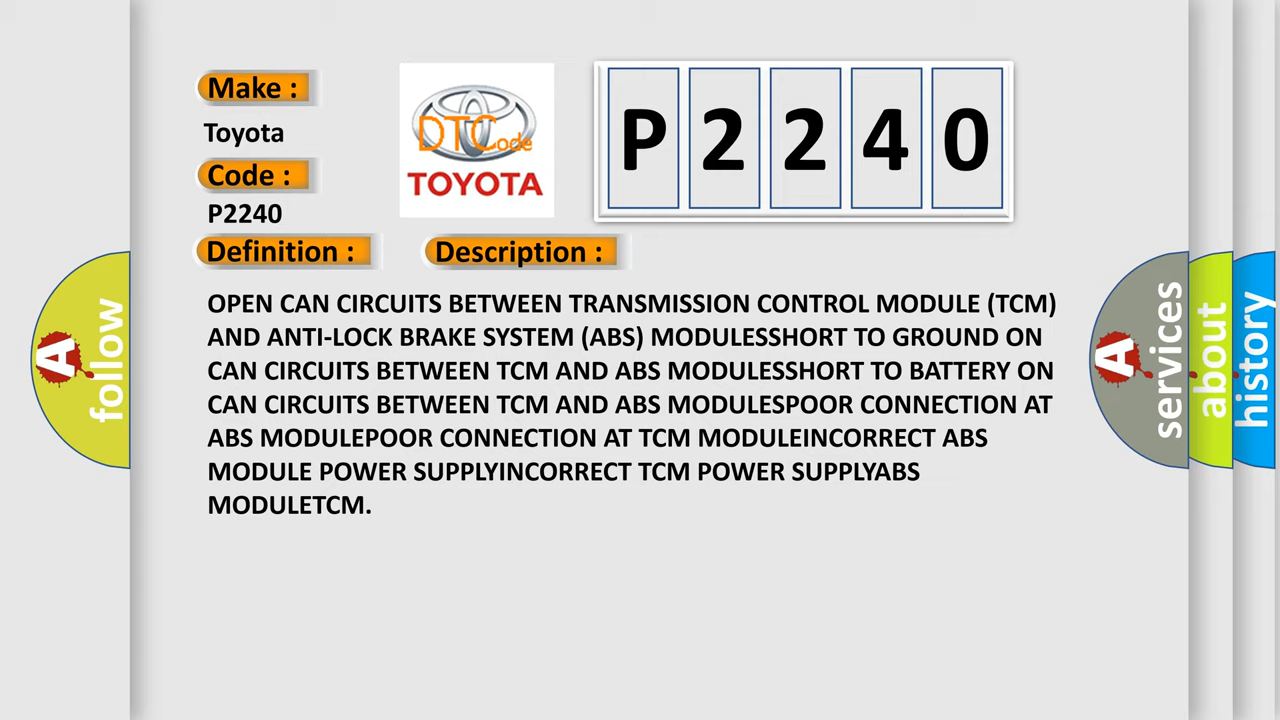 Make :
Toyota
Code :
P2240
Definition :
Description :
DTCode
TOYOTA
P 2 2 4 0
OPEN CAN CIRCUITS BETWEEN TRANSMISSION CONTROL MODULE (TCM)
AND ANTI-LOCK BRAKE SYSTEM (ABS) MODULESSHORT TO GROUND ON
CAN CIRCUITS BETWEEN TCM AND ABS MODULESSHORT TO BATTERY ON
CAN CIRCUITS BETWEEN TCM AND ABS MODULESPOOR CONNECTION AT
ABS MODULEPOOR CONNECTION AT TCM MODULEINCORRECT ABS
MODULE POWER SUPPLYINCORRECT TCM POWER SUPPLYABS
MODULETCM.
A
follow
A
services
about
history